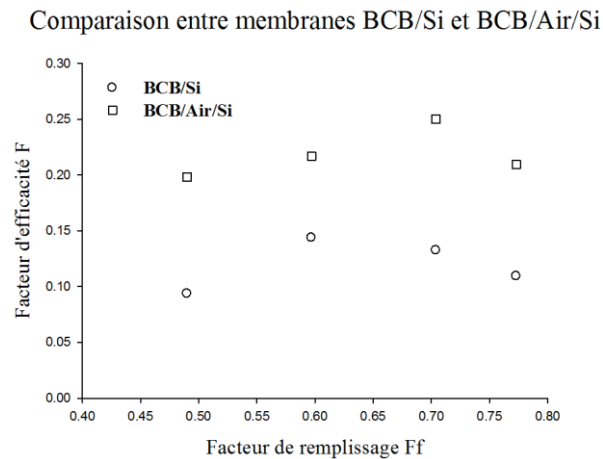 Comparaison entre membranes BCB/Si et BCB/Air/Si
0.30
BCB/Si
BCB/Air/Si
0.25
0.20
0.15
0.10
0.05
0.00
Facteur d'efficacité F
0.40 0.45 0.50 0.55 0.60 0.65 0.70 0.75 0.80
Facteur de remplissage Ff